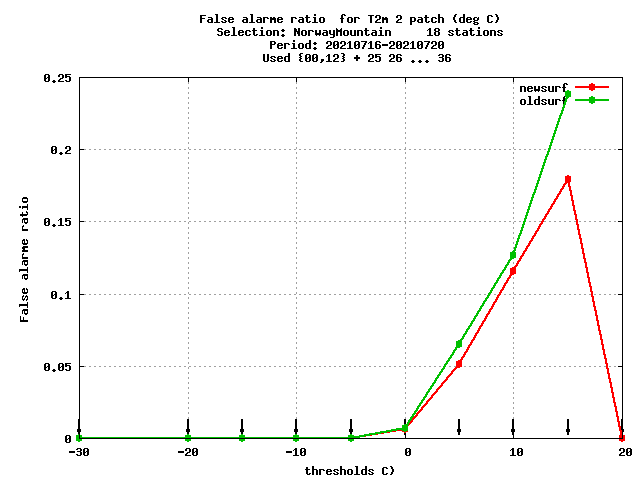 False alarme ratio  for T2m 2 patch (deg C)
Selection: NorwayMountain     18 stations
Period: 20210716-20210720
Used {00,12} + 25 26 ... 36
newsurf
oldsurf
0.25
0.2
0.15
0.1
0.05
0
False alarme ratio
-30 -20 -10 0 10 20
thresholds C)